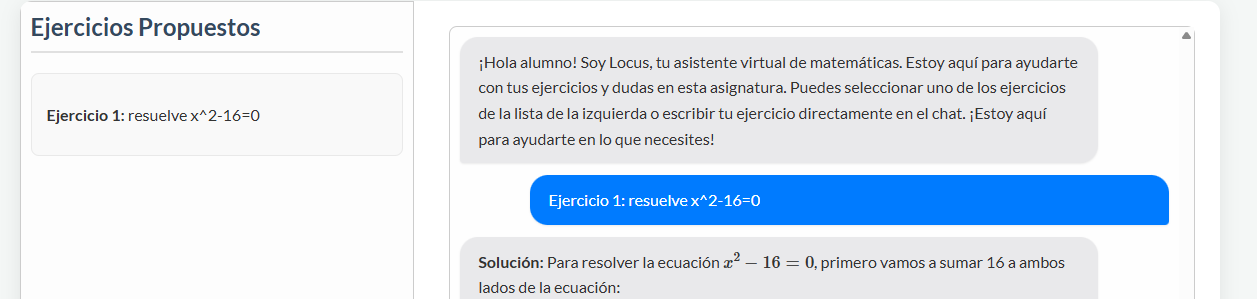 Ejercicios Propuestos
Ejercicio 1: resuelve x^2-16=0
¡Hola alumno! Soy Locus, tu asistente virtual de matemáticas. Estoy aquí para ayudarte
con tus ejercicios y dudas en esta asignatura. Puedes seleccionar uno de los ejercicios
de la lista de la izquierda o escribir tu ejercicio directamente en el chat. ¡Estoy aquí
para ayudarte en lo que necesites!
Ejercicio 1: resuelve x^2-16=0
Solución: Para resolver la ecuación x² − 16 = 0, primero vamos a sumar 16 a ambos
lados de la ecuación: